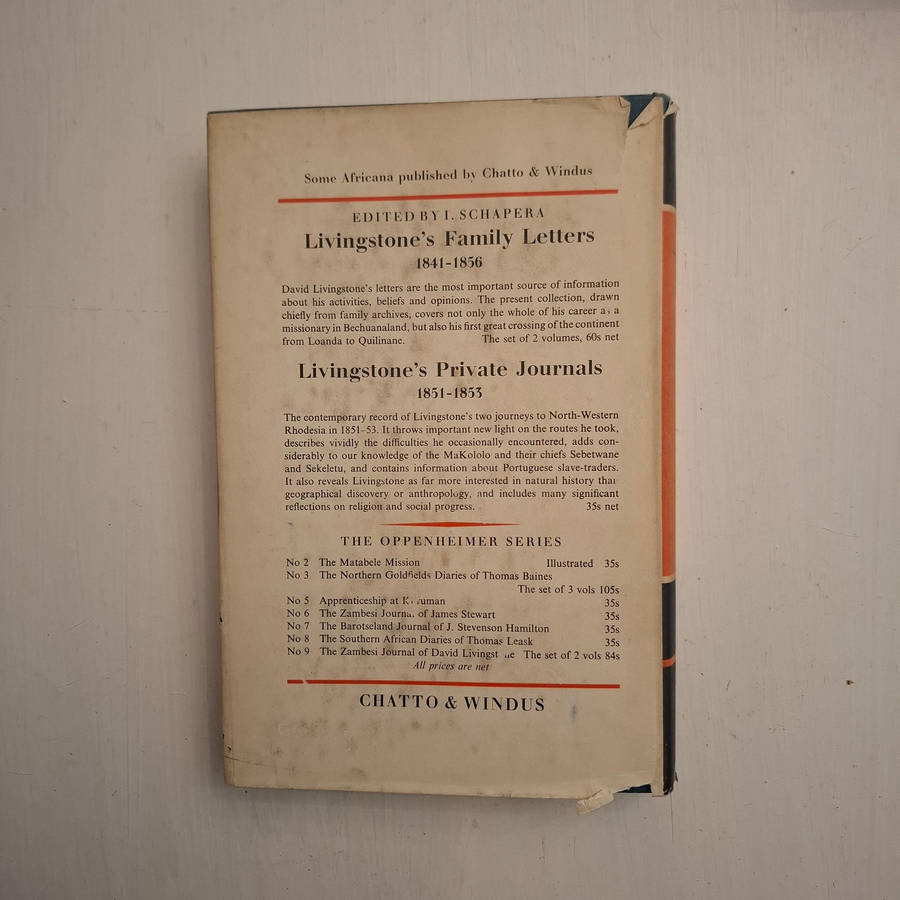 Some Africana published by Chatto & Windus
EDITED BY I. SCHAPERA
Livingstone's Family Letters
1841-1856
David Livingstone's letters are the most important source of information
about his activities, beliefs and opinions. The present collection, drawn
chiefly from family archives, covers not only the whole of his career as a
missionary in Bechuanaland, but also his first great crossing of the continent
from Loanda to Quilinane. The set of 2 volumes, 60s net
Livingstone's Private Journals
1851-1853
The contemporary record of Livingstone's two journeys to North-Western
Rhodesia in 1851-53. It throws important new light on the routes he took,
describes vividly the difficulties he occasionally encountered, adds con-
siderably to our knowledge of the MaKololo and their chiefs Sebetwane
and Sekeletu, and contains information about Portuguese slave-traders.
It also reveals Livingstone as far more interested in natural history than
geographical discovery or anthropology, and includes many significant
reflections on religion and social progress. 35s net
THE OPPENHEIMER SERIES
No 2 The Matabele Mission Illustrated 35s
No 3 The Northern Goldfields Diaries of Thomas Baines
The set of 3 vols 105s
No 5 Apprenticeship at Kuruman 35s
No 6 The Zambesi Journal of James Stewart 35s
No 7 The Barotseland Journal of J. Stevenson Hamilton 35s
No 8 The Southern African Diaries of Thomas Leask 35s
No 9 The Zambesi Journal of David Livingstone The set of 2 vols 84s
All prices are net
CHATTO & WINDUS